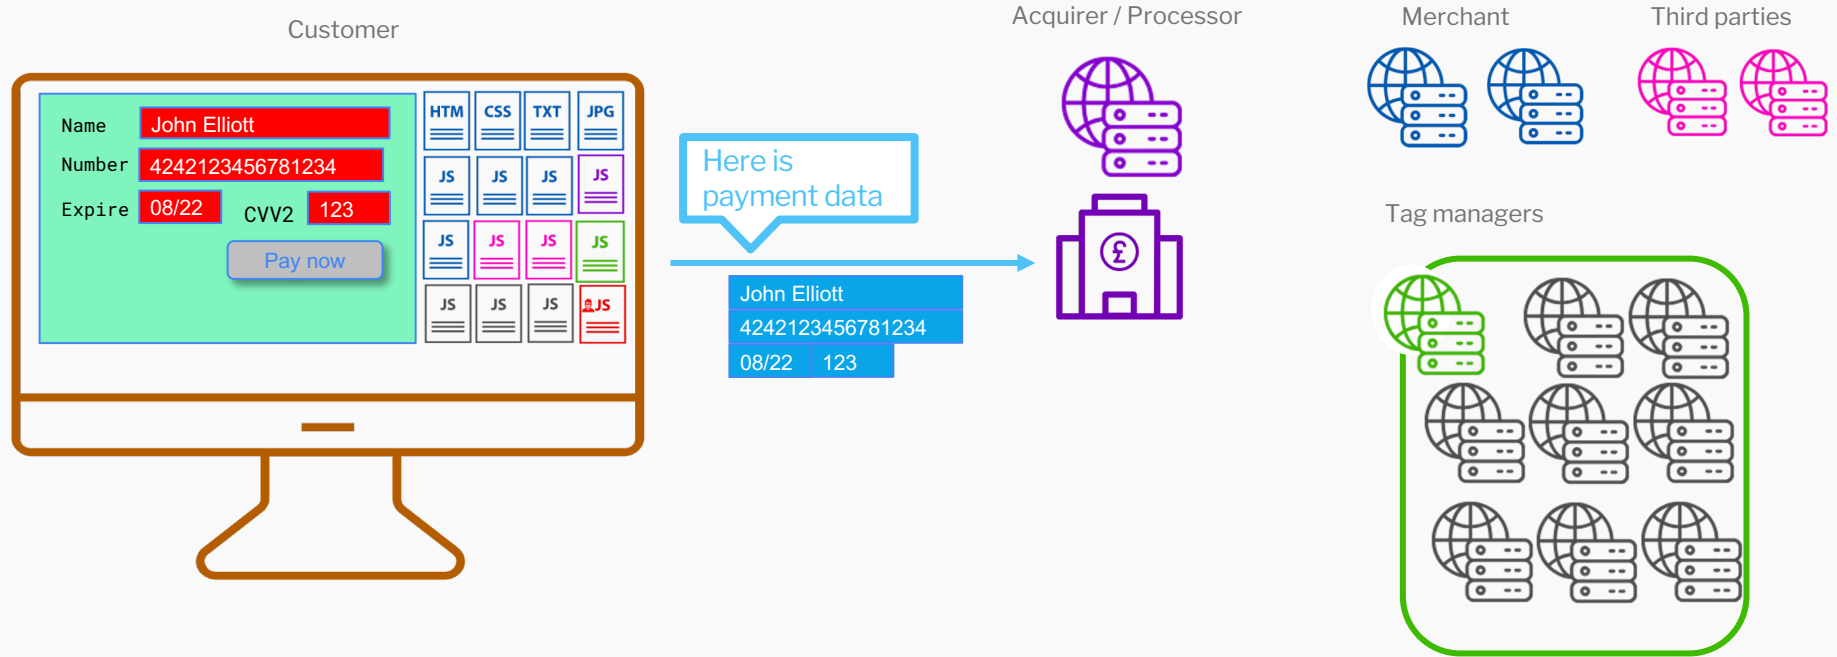 Customer
Acquirer / Processor
Merchant
Third parties
Name
John Elliott
Number
4242123456781234
Expire
08/22
CVV2
123
Pay now
HTM
CSS
TXT
JPG
JS
JS
JS
JS
JS
JS
JS
JS
JS
JS
JS
JS
Here is
payment data
John Elliott
4242123456781234
08/22
123
£
Tag managers